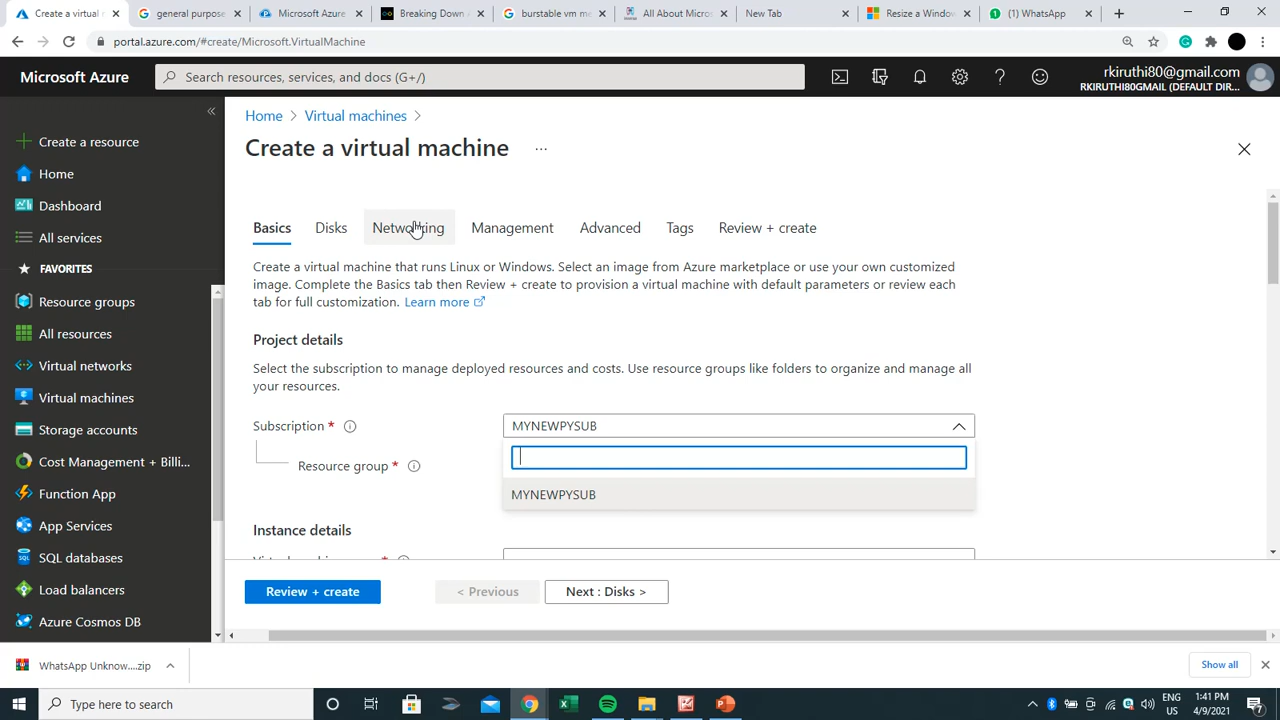 Create a virtual
general purpose
Microsoft Azure
Breaking Down
burstable vm me
All About Micros
New Tab
Resize a Window
(1) WhatsApp
portal.azure.com/#create/Microsoft.VirtualMachine
Microsoft Azure
Search resources, services, and docs (G+/)
rkiruthi80@gmail.com
RKIRUTHI80GMAIL (DEFAULT DIR...
Home > Virtual machines >
Create a virtual machine ...
Create a resource
Home
Dashboard
All services
FAVORITES
Resource groups
All resources
Virtual networks
Virtual machines
Storage accounts
Cost Management + Billi...
Function App
App Services
SQL databases
Load balancers
Azure Cosmos DB
Basics Disks Networking Management Advanced Tags Review + create
Create a virtual machine that runs Linux or Windows. Select an image from Azure marketplace or use your own customized
image. Complete the Basics tab then Review + create to provision a virtual machine with default parameters or review each
tab for full customization. Learn more
Project details
Select the subscription to manage deployed resources and costs. Use resource groups like folders to organize and manage all
your resources.
Subscription *
MYNEWPYSUB
Resource group *
MYNEWPYSUB
Instance details
Review + create
< Previous
Next : Disks >
WhatsApp Unknow....zip
Show all
Type here to search
ENG
US
1:41 PM
4/9/2021
7